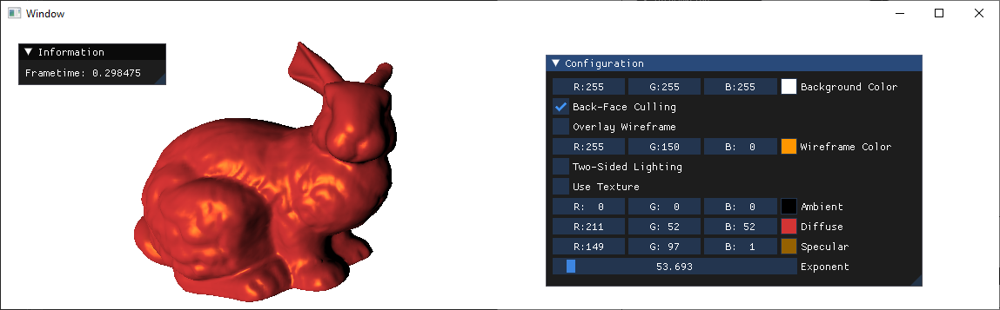 Window
Information
Frametime: 0.298475
Configuration
R:255 G:255 B:255 Background Color
Back-Face Culling
Overlay Wireframe
R:255 G:150 B: 0 Wireframe Color
Two-Sided Lighting
Use Texture
R: 0 G: 0 B: 0 Ambient
R:211 G: 52 B: 52 Diffuse
R:149 G: 97 B: 1 Specular
53.693 Exponent